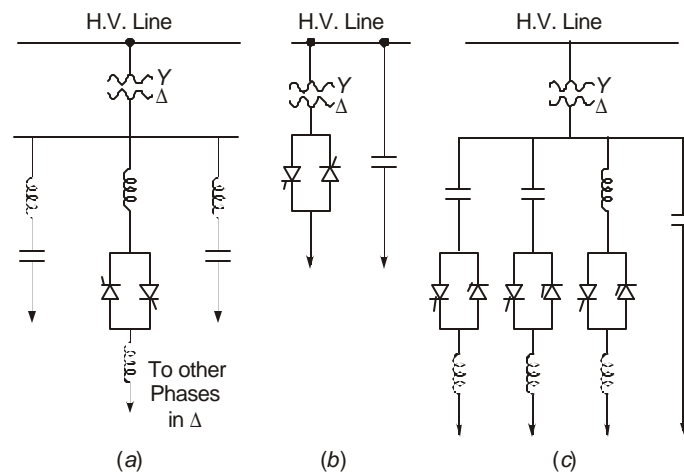 H.V. Line
H.V. Line
H.V. Line
Y
Δ
Y
Δ
Y
Δ
To other
Phases
in Δ
(a)
(b)
(c)